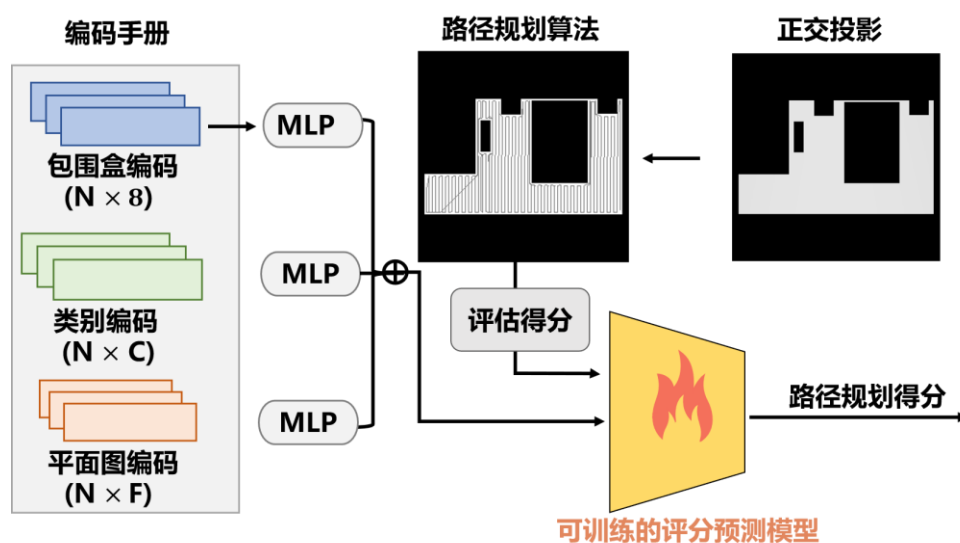 编码手册
路径规划算法
正交投影
MLP
包围盒编码
(N × 8)
MLP
类别编码
(N × C)
评估得分
MLP
路径规划得分
平面图编码
(N × F)
可训练的评分预测模型